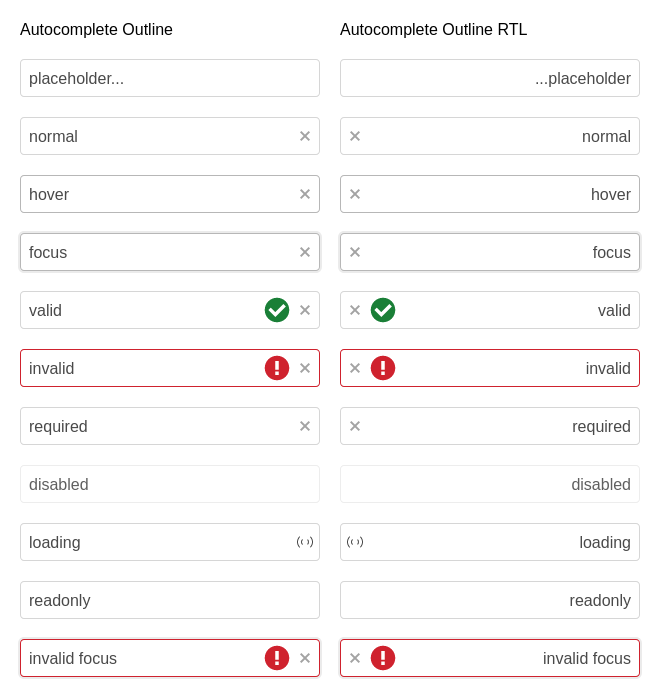 Autocomplete Outline
placeholder...
normal
hover
focus
valid
invalid
required
disabled
loading
readonly
invalid focus
Autocomplete Outline RTL
...placeholder
normal
hover
focus
valid
invalid
required
disabled
loading
readonly
invalid focus